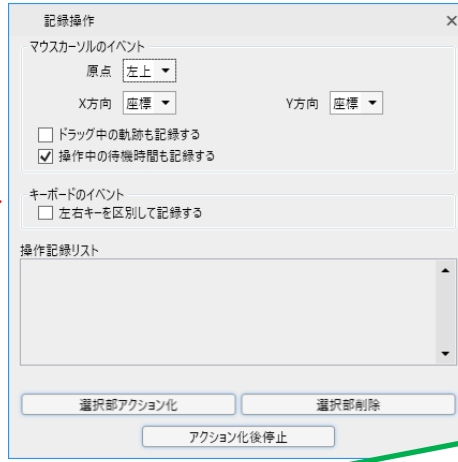 記録操作
マウスカーソルのイベント
原点 左上
X方向 座標 Y方向 座標
ドラッグ中の軌跡も記録する
操作中の待機時間も記録する
キーボードのイベント
左右キーを区別して記録する
操作記録リスト
選択部アクション化 選択部削除
アクション化後停止